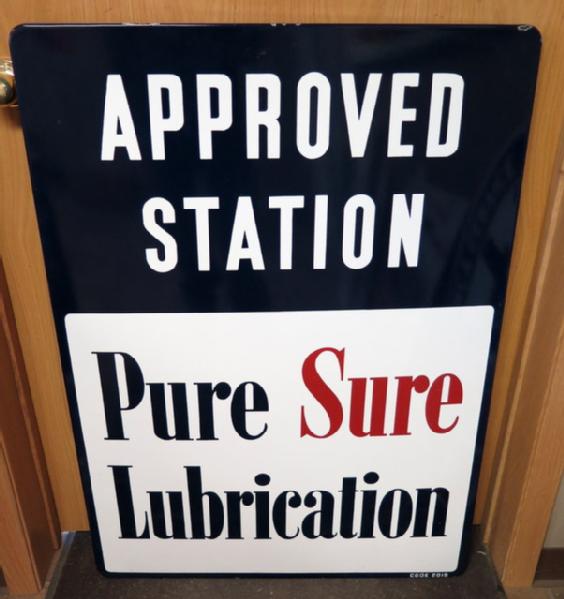 APPROVED
STATION
Pure Sure
Lubrication